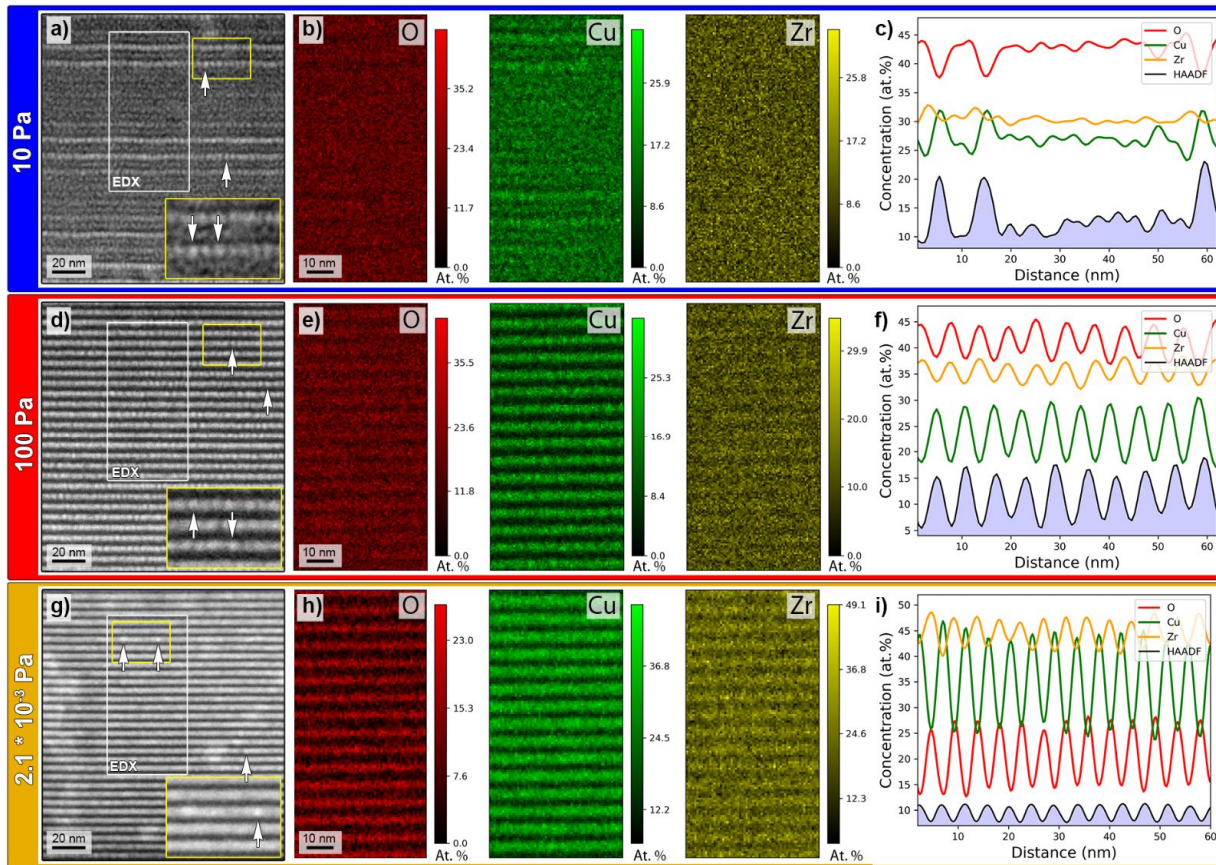 10 Pa
a)
EDX
20 nm
b)
O
35.2
23.4
11.7
0.0
At. %
10 nm
Cu
25.9
17.2
8.6
0.0
At. %
Zr
25.8
17.2
8.6
0.0
At. %
c)
Concentration (at.%)
45
40
35
30
25
20
15
10
O
Cu
Zr
HAADF
10 20 30 40 50 60
Distance (nm)
100 Pa
d)
EDX
20 nm
e)
O
35.5
23.6
11.8
0.0
At. %
10 nm
Cu
25.3
16.9
8.4
0.0
At. %
Zr
29.9
20.0
10.0
0.0
At. %
f)
Concentration (at.%)
45
40
35
30
25
20
15
10
5
O
Cu
Zr
HAADF
10 20 30 40 50 60
Distance (nm)
2.1 * 10⁻³ Pa
g)
EDX
20 nm
h)
O
23.0
15.3
7.6
0.0
At. %
10 nm
Cu
36.8
24.5
12.2
At. %
Zr
49.1
36.8
24.6
12.3
At. %
i)
Concentration (at.%)
50
45
40
35
30
25
20
15
10
O
Cu
Zr
HAADF
10 20 30 40 50 60
Distance (nm)